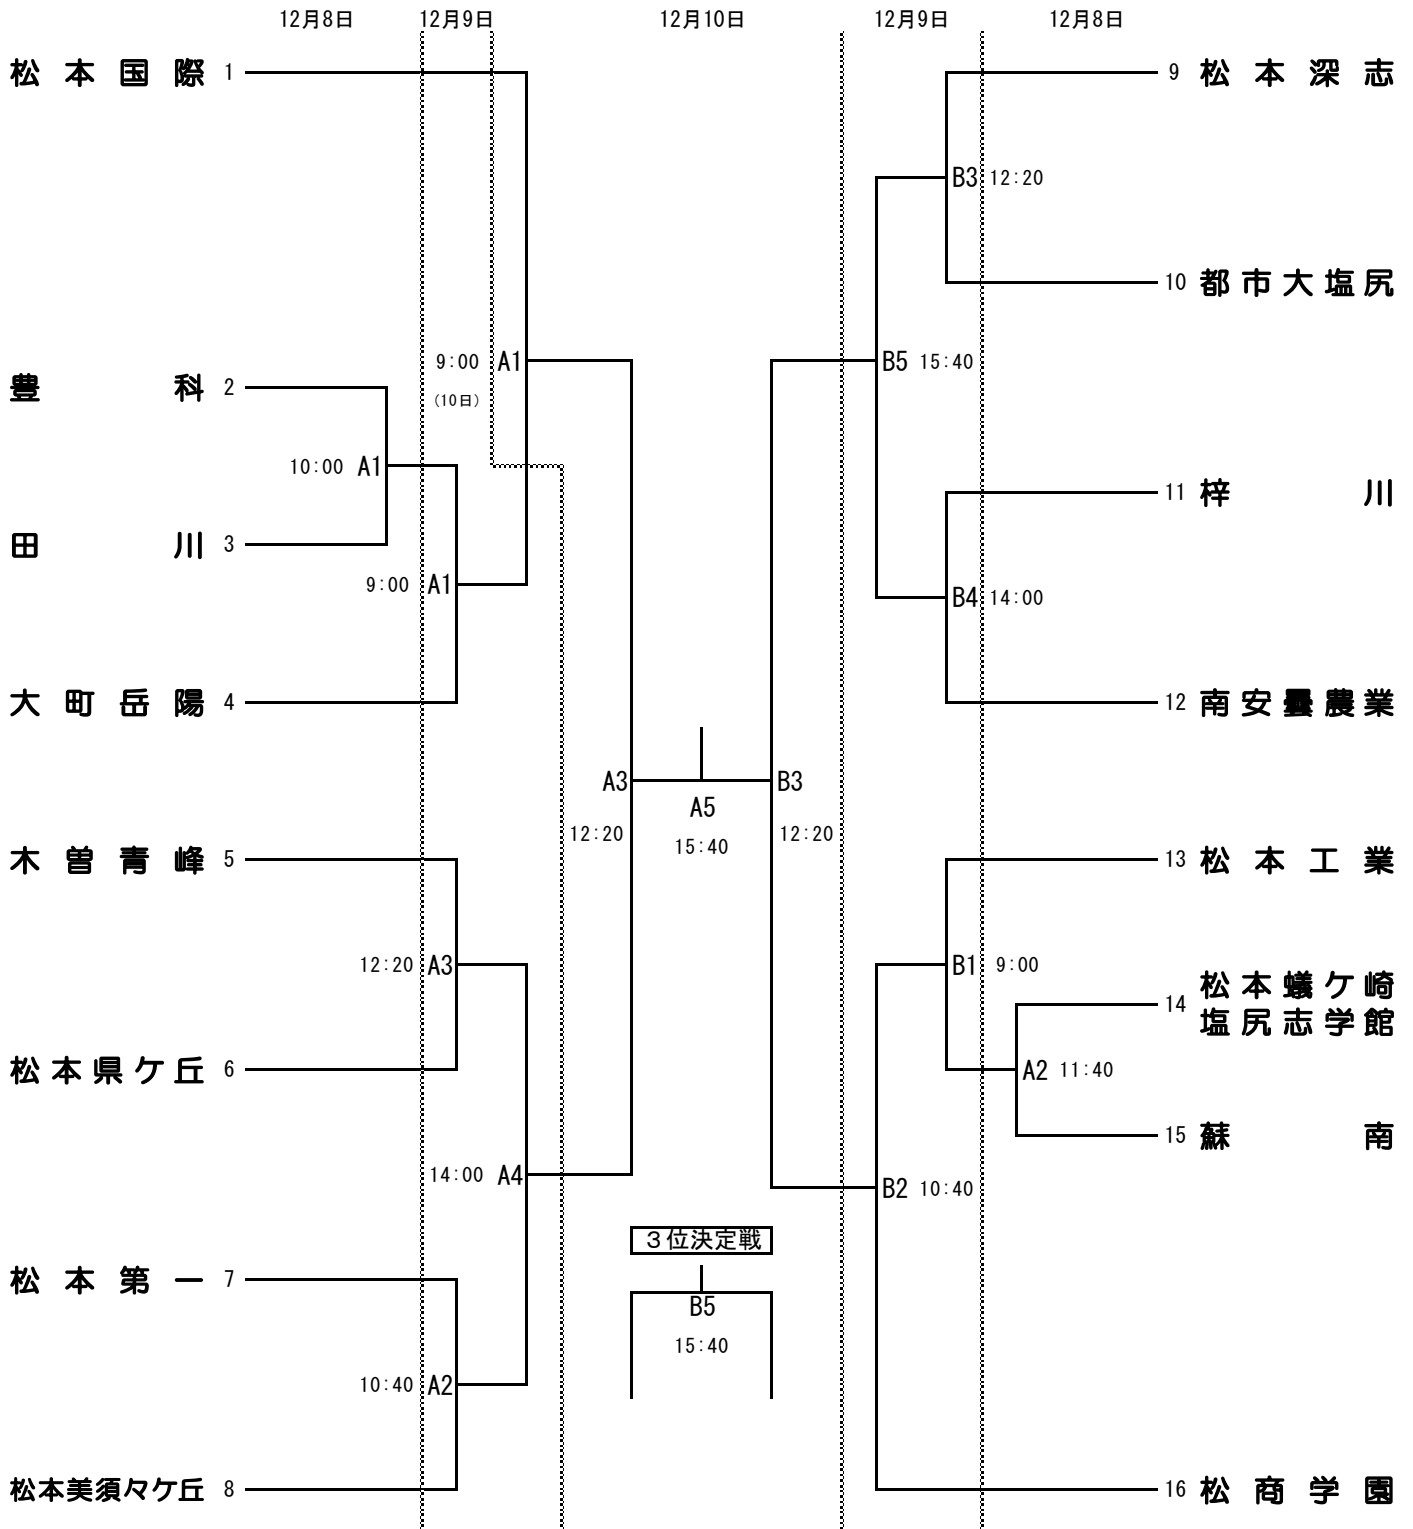 12月8日 12月9日 12月10日 12月9日 12月8日
松本国際 1
9 松本深志
B3 12:20
10 都市大塩尻
9:00 A1
(10日)
B5 15:40
豊科 2
10:00 A1
11 梓川
田川 3
9:00 A1
B4 14:00
大町岳陽 4
12 南安曇農業
A3
B3
A5
12:20
12:20
15:40
木曽青峰 5
13 松本工業
12:20 A3
B1 9:00
14 松本蟻ケ崎
塩尻志学館
松本県ケ丘 6
A2 11:40
15 蘇南
14:00 A4
B2 10:40
3位決定戦
松本第一 7
B5
15:40
10:40 A2
松本美須々ケ丘 8
16 松商学園